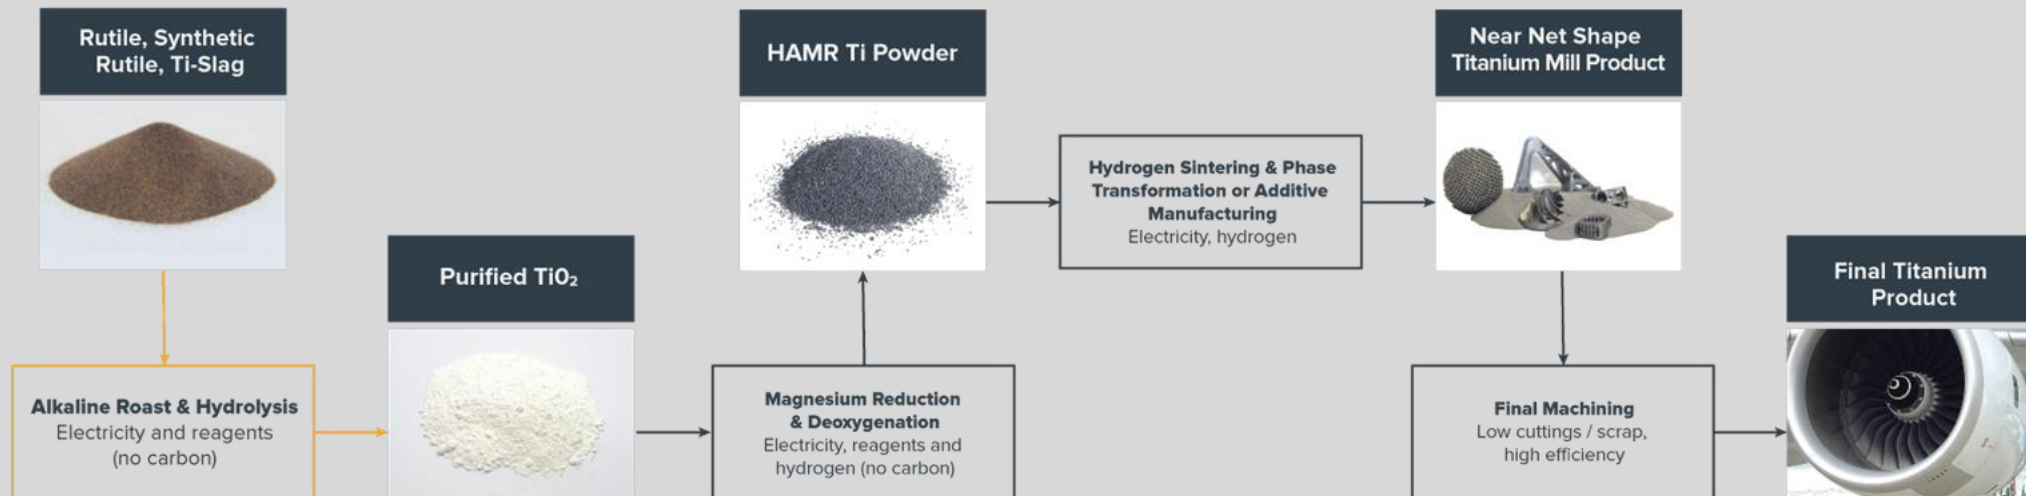 Rutile, Synthetic
Rutile, Ti-Slag
Alkaline Roast & Hydrolysis
Electricity and reagents
(no carbon)
Purified TiO₂
HAMR Ti Powder
Magnesium Reduction
& Deoxygenation
Electricity, reagents and
hydrogen (no carbon)
Hydrogen Sintering & Phase
Transformation or Additive
Manufacturing
Electricity, hydrogen
Near Net Shape
Titanium Mill Product
Final Machining
Low cuttings / scrap,
high efficiency
Final Titanium
Product